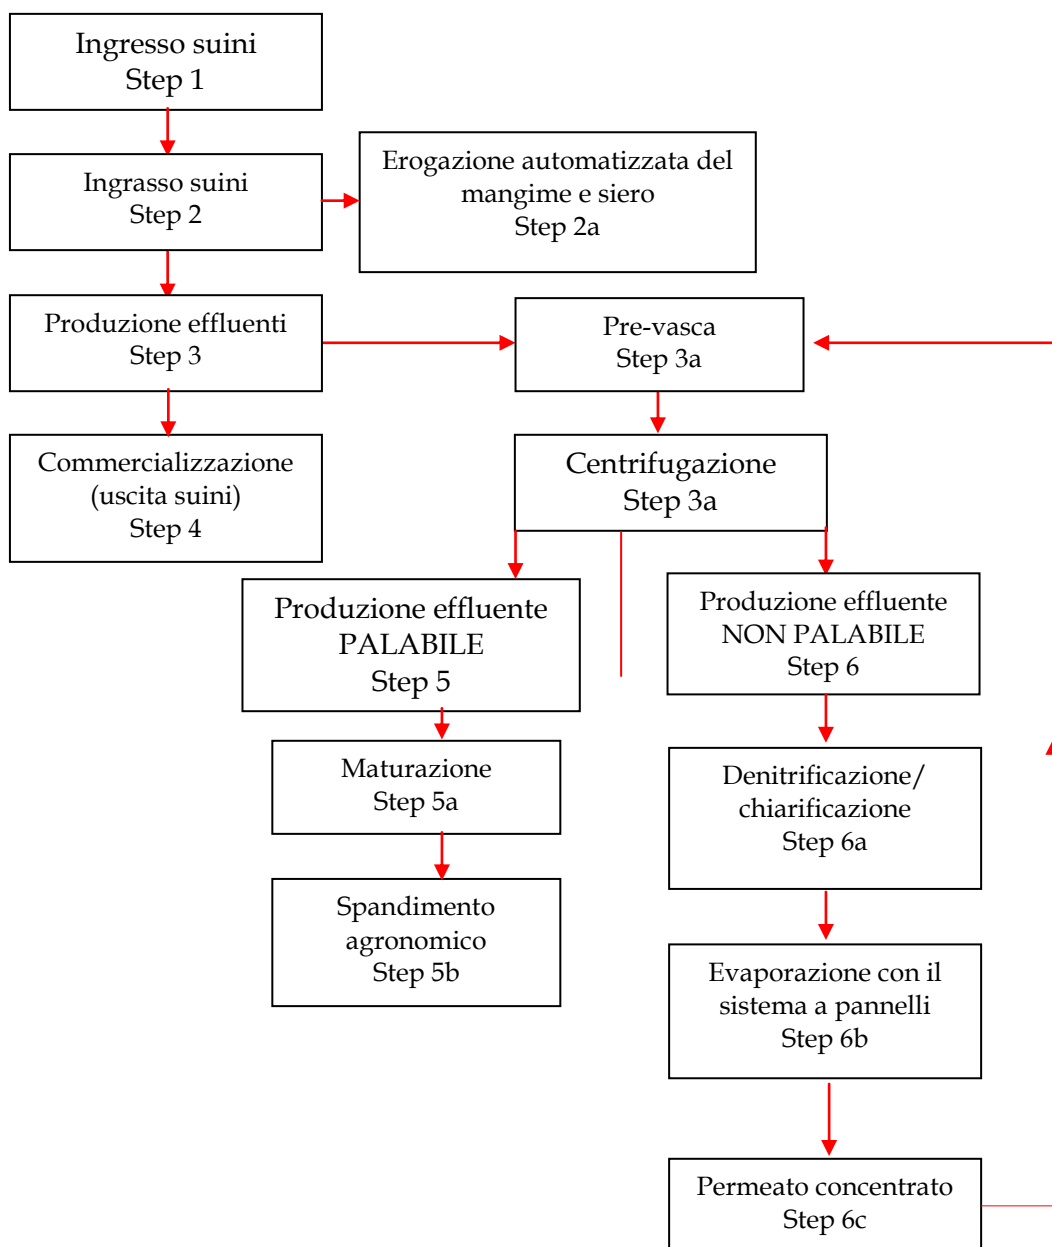 Ingresso suini
Step 1
Ingrasso suini
Step 2
Erogazione automatizzata del
mangime e siero
Step 2a
Produzione effluenti
Step 3
Pre-vasca
Step 3a
Commercializzazione
(uscita suini)
Step 4
Centrifugazione
Step 3a
Produzione effluente
PALABILE
Step 5
Produzione effluente
NON PALABILE
Step 6
Maturazione
Step 5a
Denitrificazione/
chiarificazione
Step 6a
Spandimento
agronomico
Step 5b
Evaporazione con il
sistema a pannelli
Step 6b
Permeato concentrato
Step 6c